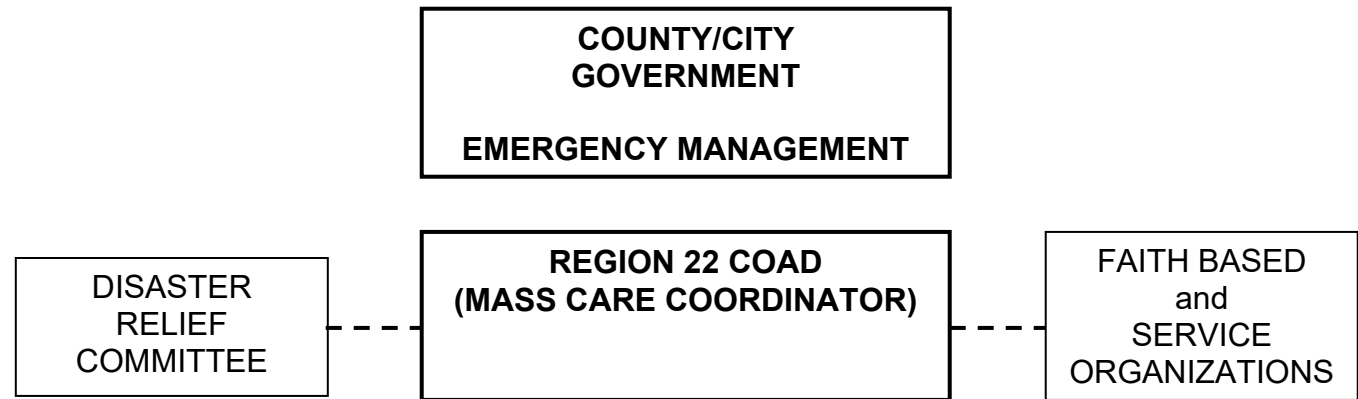 COUNTY/CITY
GOVERNMENT
EMERGENCY MANAGEMENT
DISASTER
RELIEF
COMMITTEE
REGION 22 COAD
(MASS CARE COORDINATOR)
FAITH BASED
and
SERVICE
ORGANIZATIONS